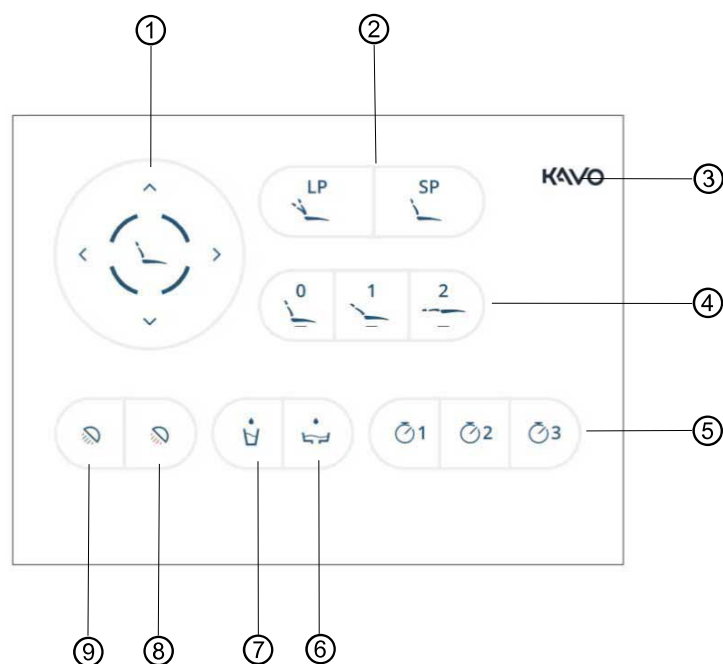 ① ②
LP SP
KAVO ③
0 1 2 ④
1 2 3 ⑤
⑨ ⑧ ⑦ ⑥